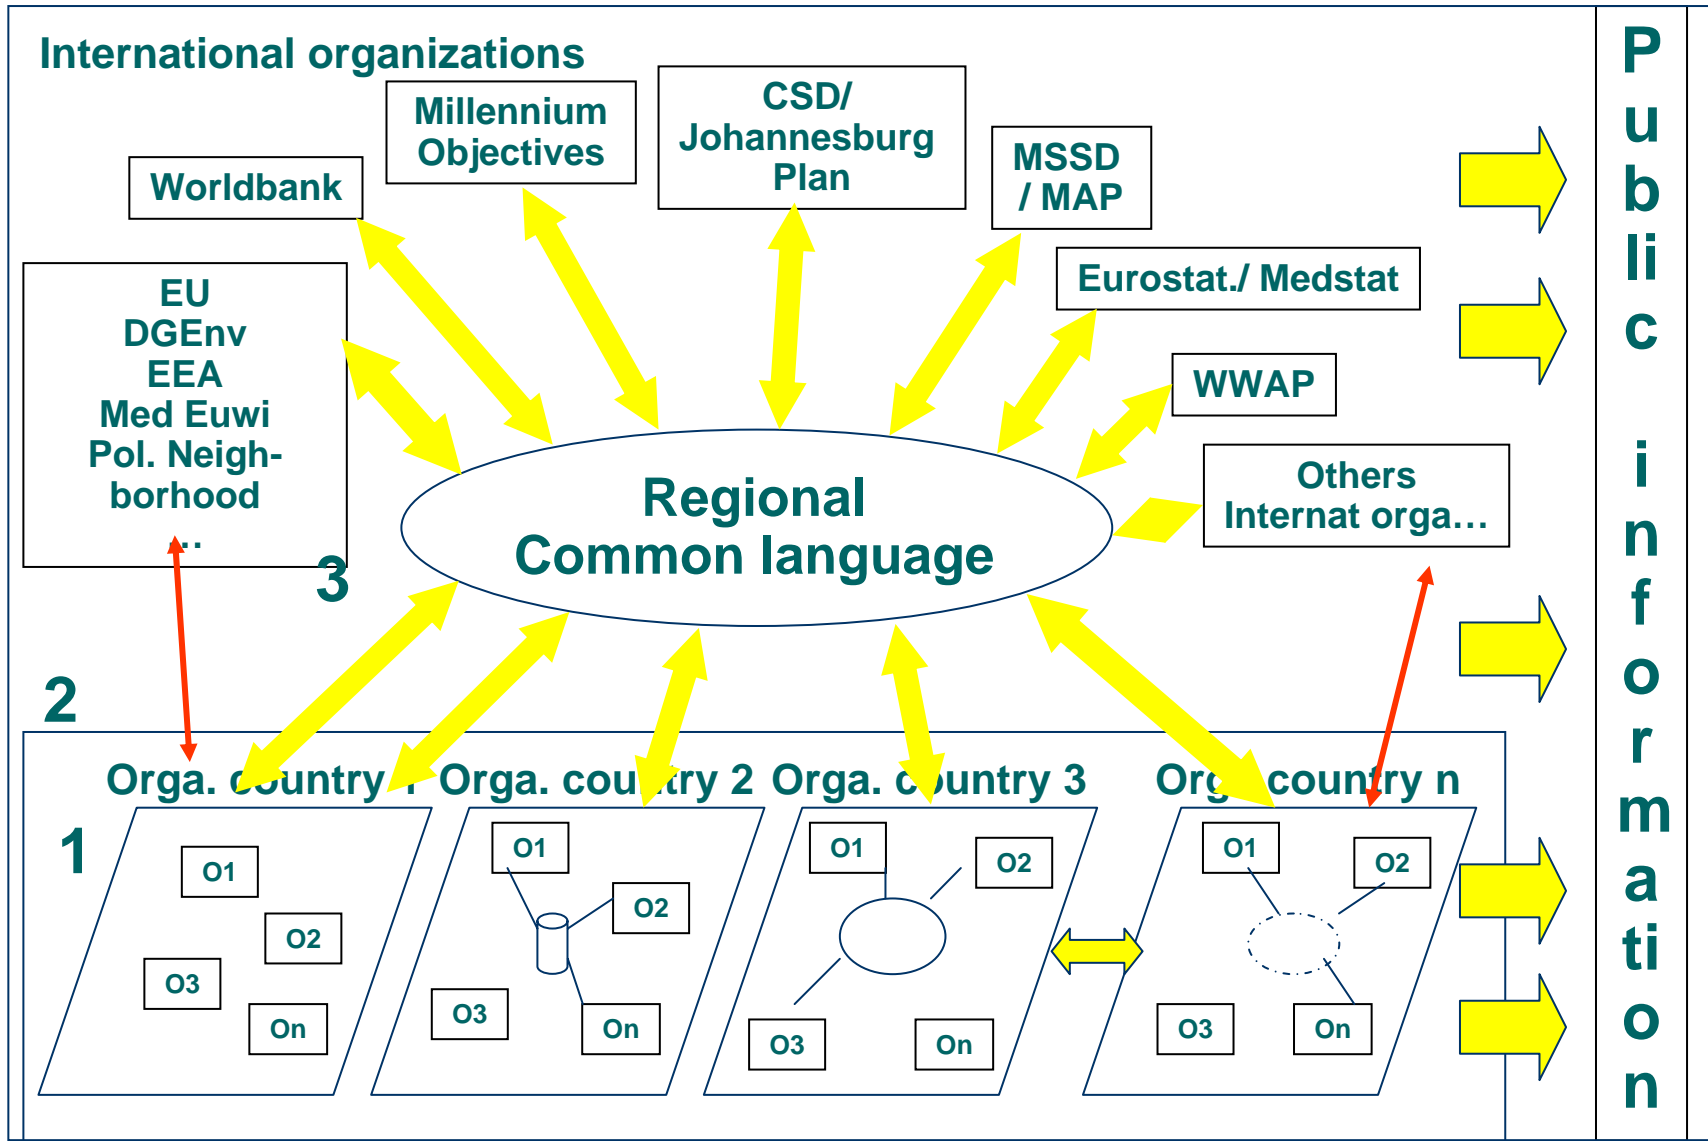 International organizations
Worldbank
Millennium
Objectives
CSD/
Johannesburg
Plan
MSSD
/ MAP
Eurostat./ Medstat
WWAP
Others
Internat orga…
EU
DGEnv
EEA
Med Euwi
Pol. Neigh-
borhood
…
Regional
Common language
3
2
1
Orga. country 1
Orga. country 2
Orga. country 3
Orga. country n
O1
O2
O3
On
O1
O2
O3
On
O1
O2
O3
On
O1
O2
O3
On
P
u
b
li
c
i
n
f
o
r
m
a
ti
o
n